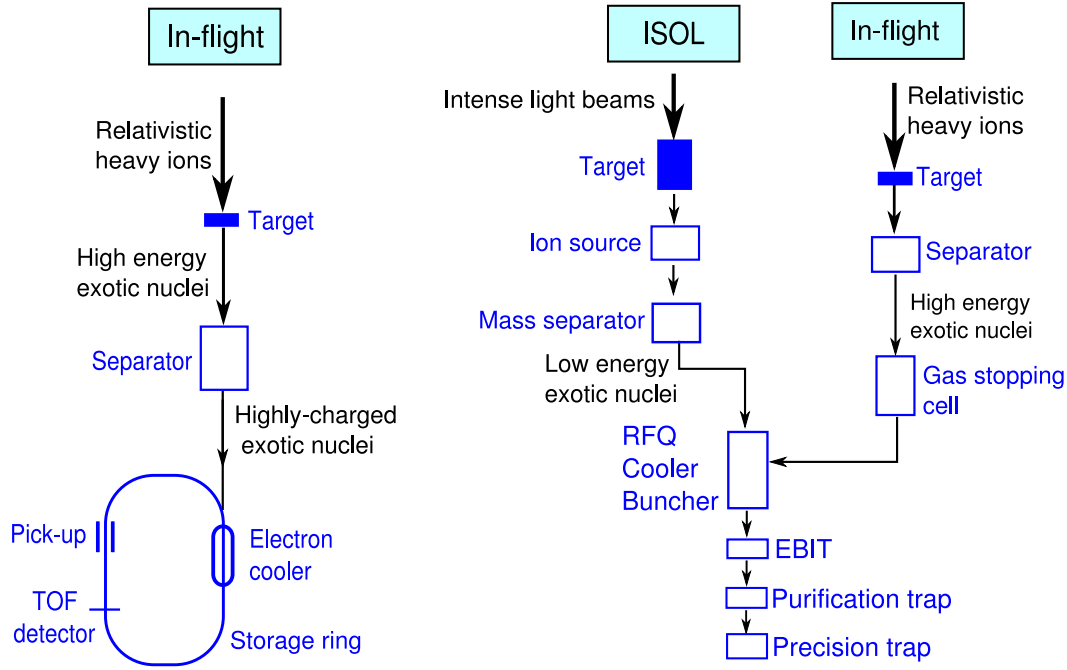 In-flight
Relativistic
heavy ions
Target
High energy
exotic nuclei
Separator
Highly-charged
exotic nuclei
Pick-up
Electron
cooler
TOF
detector
Storage ring
ISOL
Intense light beams
Target
Ion source
Mass separator
Low energy
exotic nuclei
RFQ
Cooler
Buncher
EBIT
Purification trap
Precision trap
In-flight
Relativistic
heavy ions
Target
Separator
High energy
exotic nuclei
Gas stopping
cell